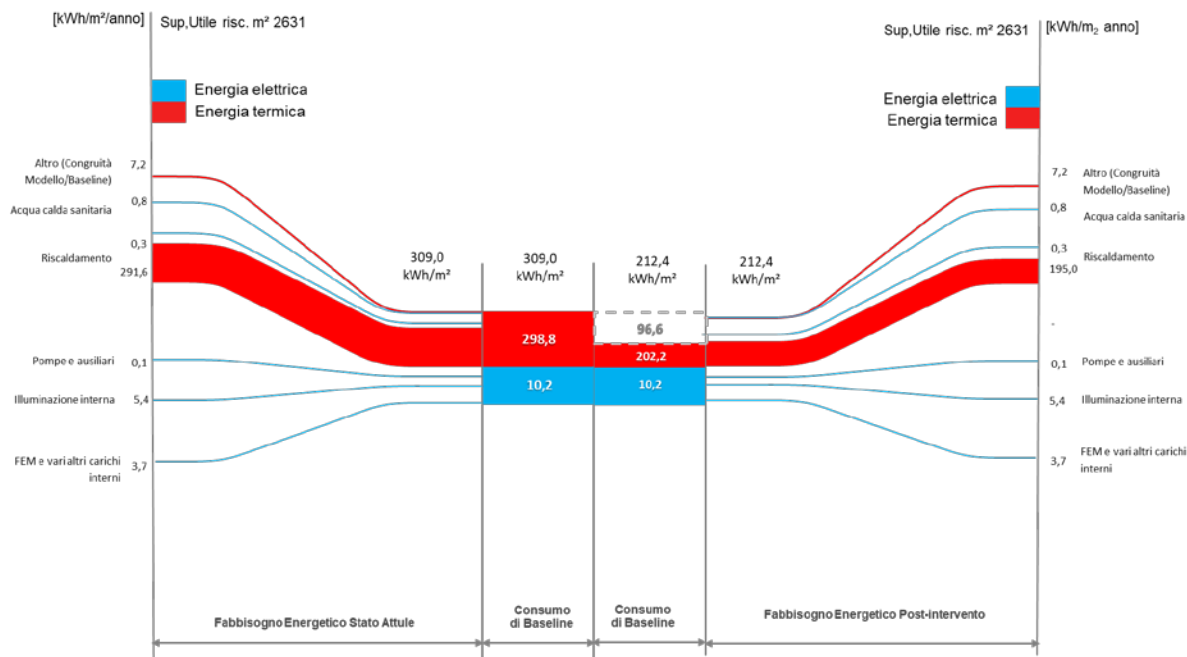 [kWh/m²/anno]
Sup,Utile risc. m² 2631
Energia elettrica
Energia termica
Altro (Congruità
Modello/Baseline)
7,2
Acqua calda sanitaria
0,8
0,3
Riscaldamento
291,6
Pompe e ausiliari
0,1
Illuminazione interna
5,4
FEM e vari altri carichi
interni
3,7
309,0
kWh/m²
309,0
kWh/m²
212,4
kWh/m²
212,4
kWh/m²
298,8
96,6
202,2
10,2
10,2
Sup,Utile risc. m² 2631
[kWh/m₂ anno]
Energia elettrica
Energia termica
7,2
Altro (Congruità
Modello/Baseline)
0,8
Acqua calda sanitaria
0,3
Riscaldamento
195,0
-
Pompe e ausiliari
0,1
5,4
Illuminazione interna
3,7
FEM e vari altri carichi
interni
Fabbisogno Energetico Stato Attule
Consumo
di Baseline
Consumo
di Baseline
Fabbisogno Energetico Post-intervento